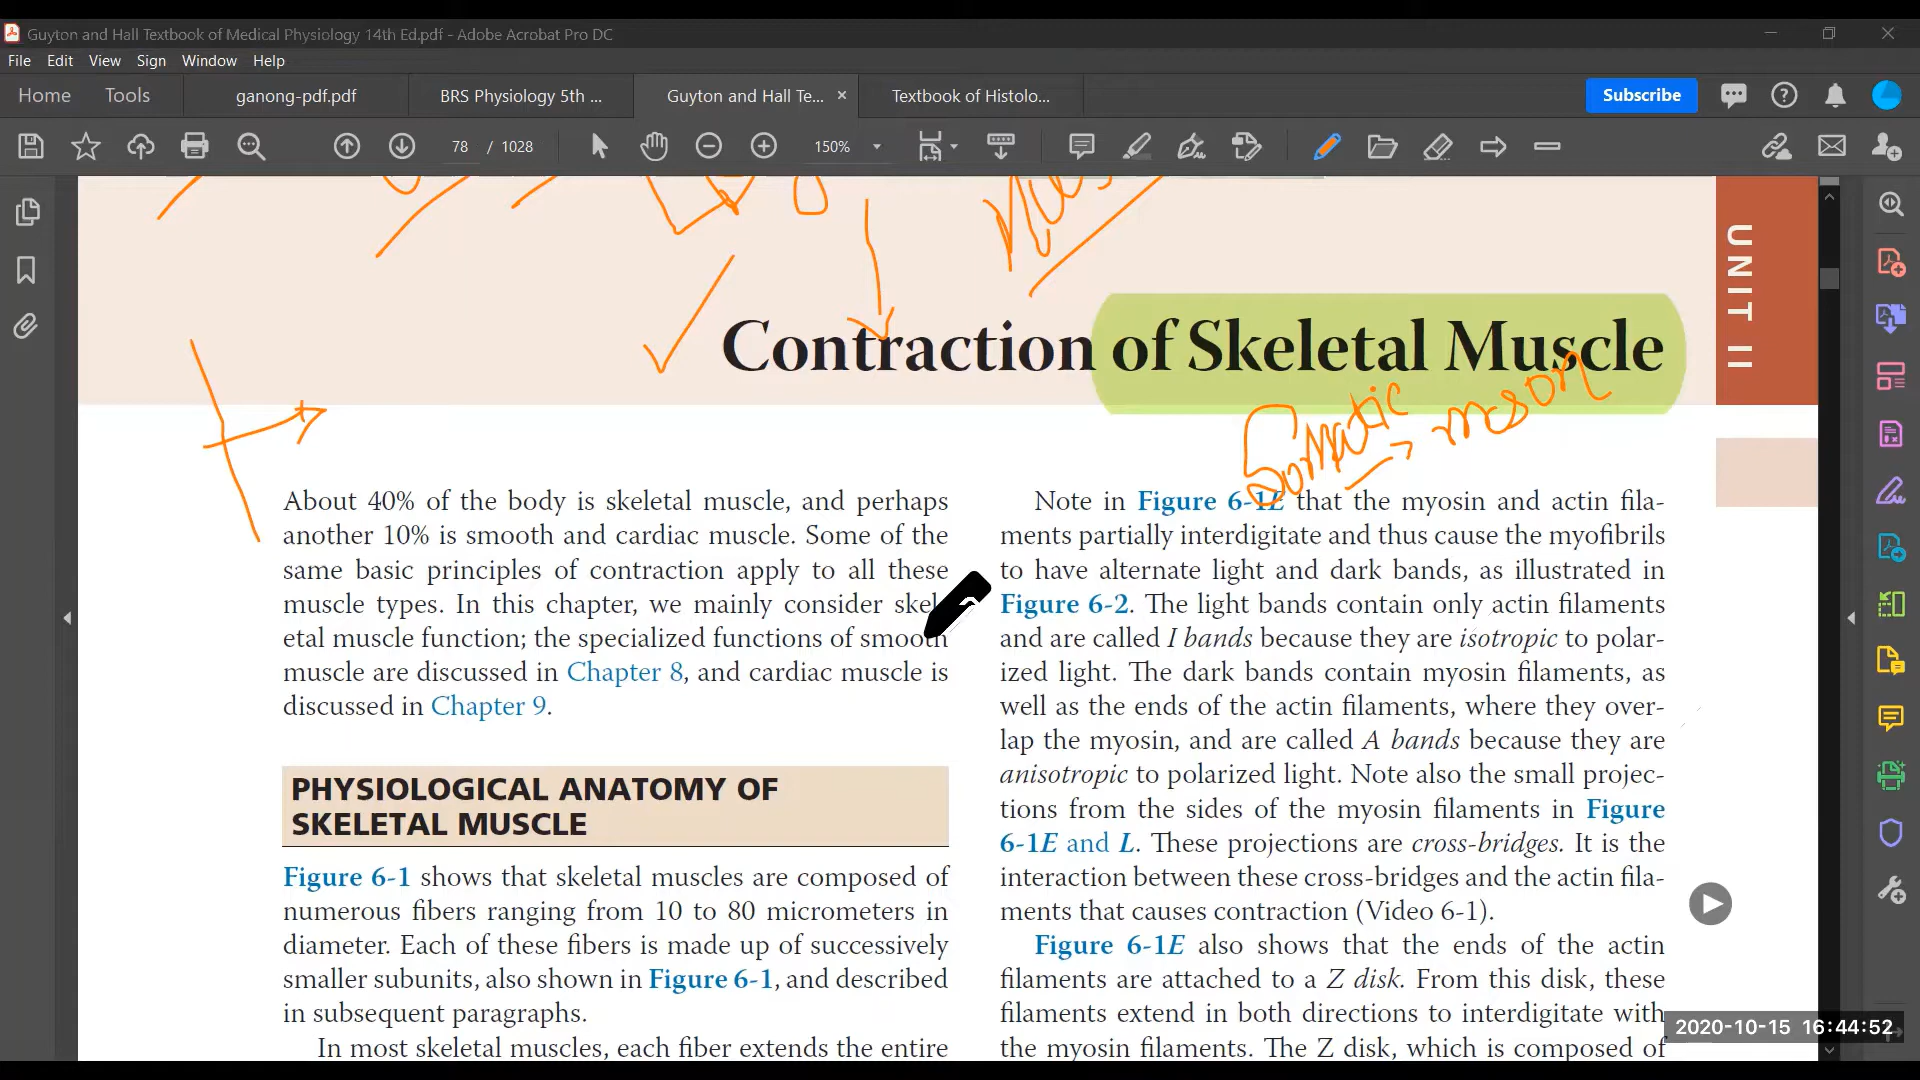 Guyton and Hall Textbook of Medical Physiology 14th Ed.pdf - Adobe Acrobat Pro DC
File Edit View Sign Window Help
Home Tools ganong-pdf.pdf BRS Physiology 5th ... Guyton and Hall Te... × Textbook of Histolo... Subscribe
78 / 1028 150%
UNIT II
Contraction of Skeletal Muscle
Somatic
About 40% of the body is skeletal muscle, and perhaps
another 10% is smooth and cardiac muscle. Some of the
same basic principles of contraction apply to all these
muscle types. In this chapter, we mainly consider skel
etal muscle function; the specialized functions of smooth
muscle are discussed in Chapter 8, and cardiac muscle is
discussed in Chapter 9.
PHYSIOLOGICAL ANATOMY OF
SKELETAL MUSCLE
Figure 6-1 shows that skeletal muscles are composed of
numerous fibers ranging from 10 to 80 micrometers in
diameter. Each of these fibers is made up of successively
smaller subunits, also shown in Figure 6-1, and described
in subsequent paragraphs.
In most skeletal muscles, each fiber extends the entire
Note in Figure 6-1E that the myosin and actin fila-
ments partially interdigitate and thus cause the myofibrils
to have alternate light and dark bands, as illustrated in
Figure 6-2. The light bands contain only actin filaments
and are called I bands because they are isotropic to polar-
ized light. The dark bands contain myosin filaments, as
well as the ends of the actin filaments, where they over-
lap the myosin, and are called A bands because they are
anisotropic to polarized light. Note also the small projec-
tions from the sides of the myosin filaments in Figure
6-1E and L. These projections are cross-bridges. It is the
interaction between these cross-bridges and the actin fila-
ments that causes contraction (Video 6-1).
Figure 6-1E also shows that the ends of the actin
filaments are attached to a Z disk. From this disk, these
filaments extend in both directions to interdigitate with
the myosin filaments. The Z disk, which is composed of
2020-10-15 16:44:52